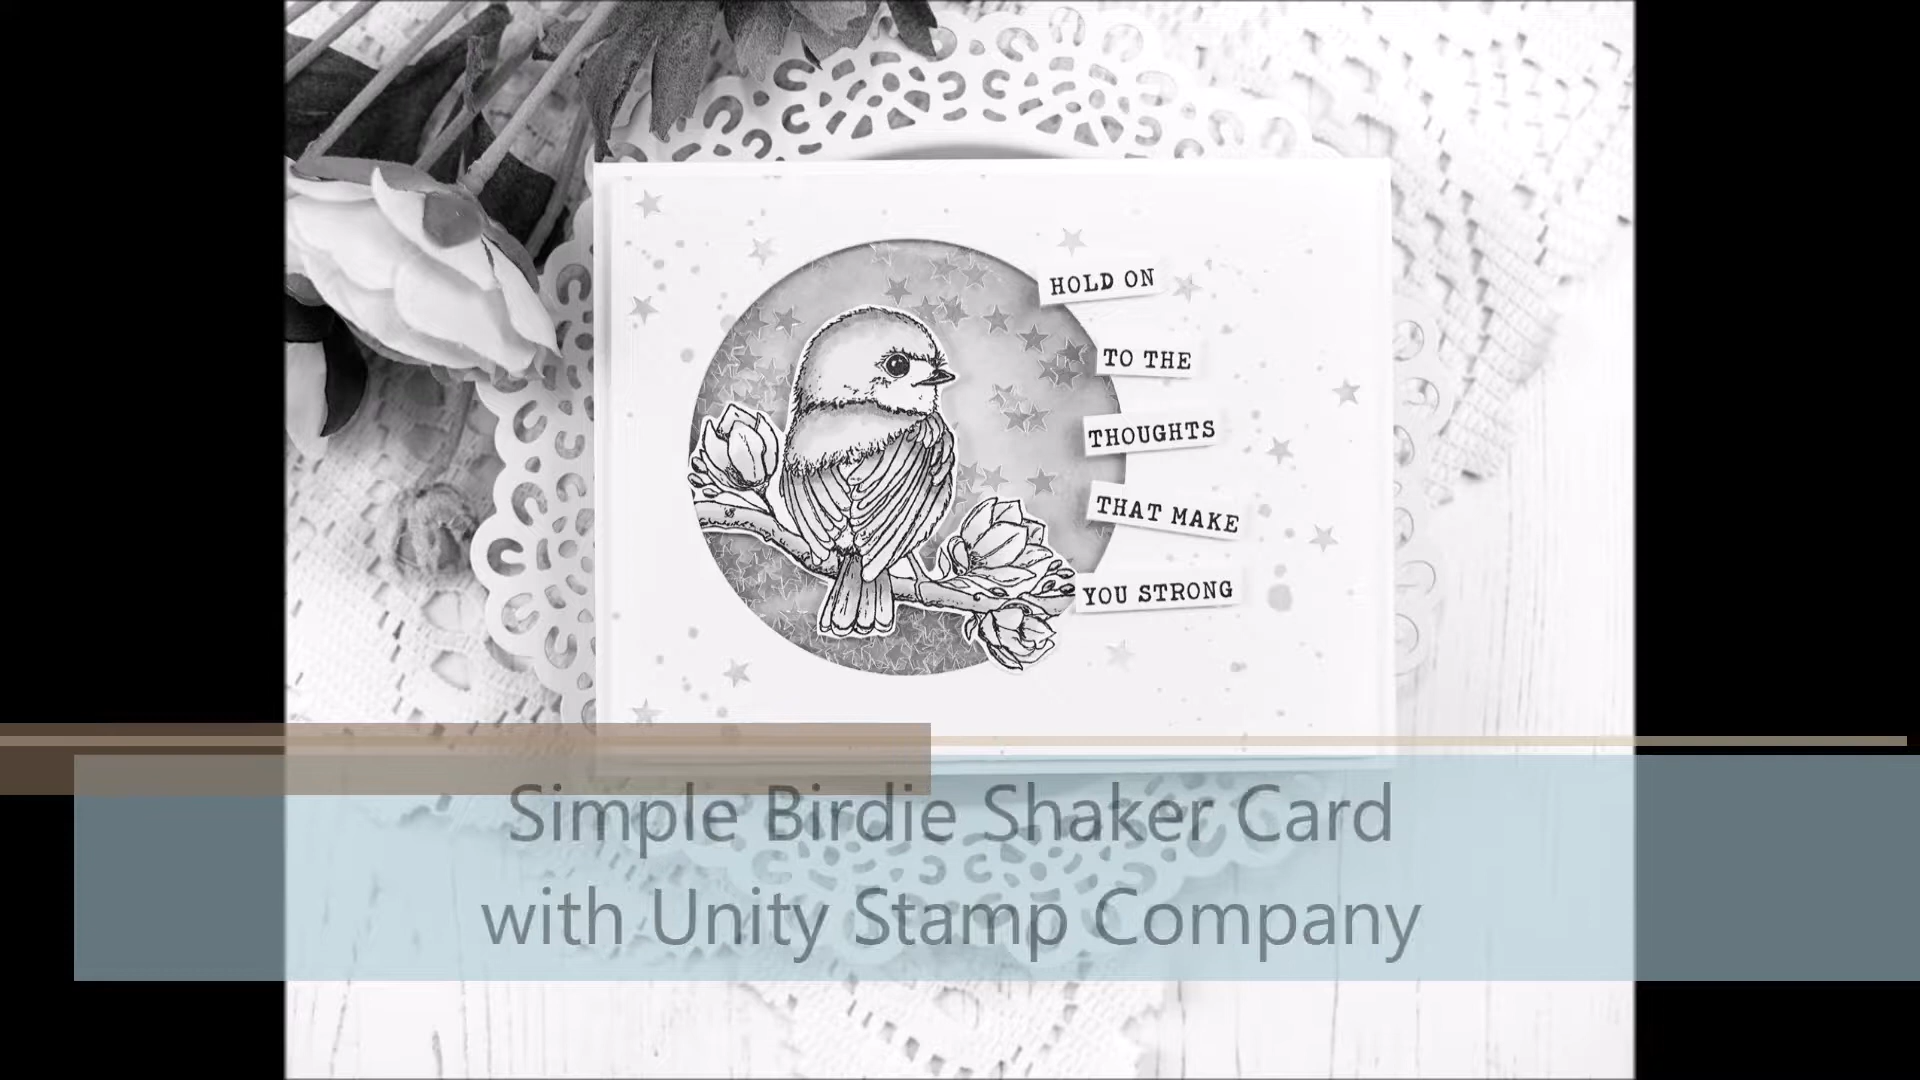 HOLD ON
TO THE
THOUGHTS
THAT MAKE
YOU STRONG
Simple Birdie Shaker Card
with Unity Stamp Company